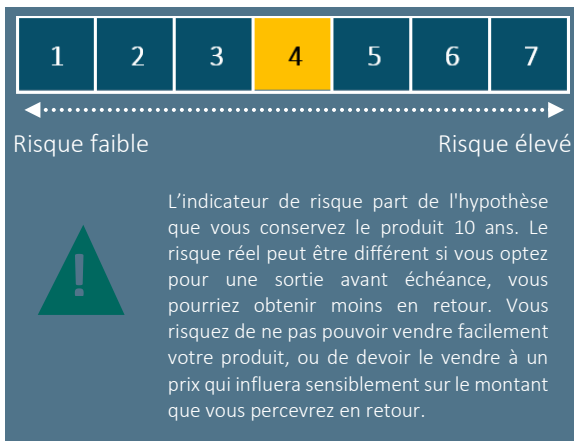 1 2 3 4 5 6 7
Risque faible Risque élevé
L’indicateur de risque part de l'hypothèse
que vous conservez le produit 10 ans. Le
risque réel peut être différent si vous optez
pour une sortie avant échéance, vous
pourriez obtenir moins en retour. Vous
risquez de ne pas pouvoir vendre facilement
votre produit, ou de devoir le vendre à un
prix qui influera sensiblement sur le montant
que vous percevrez en retour.
!